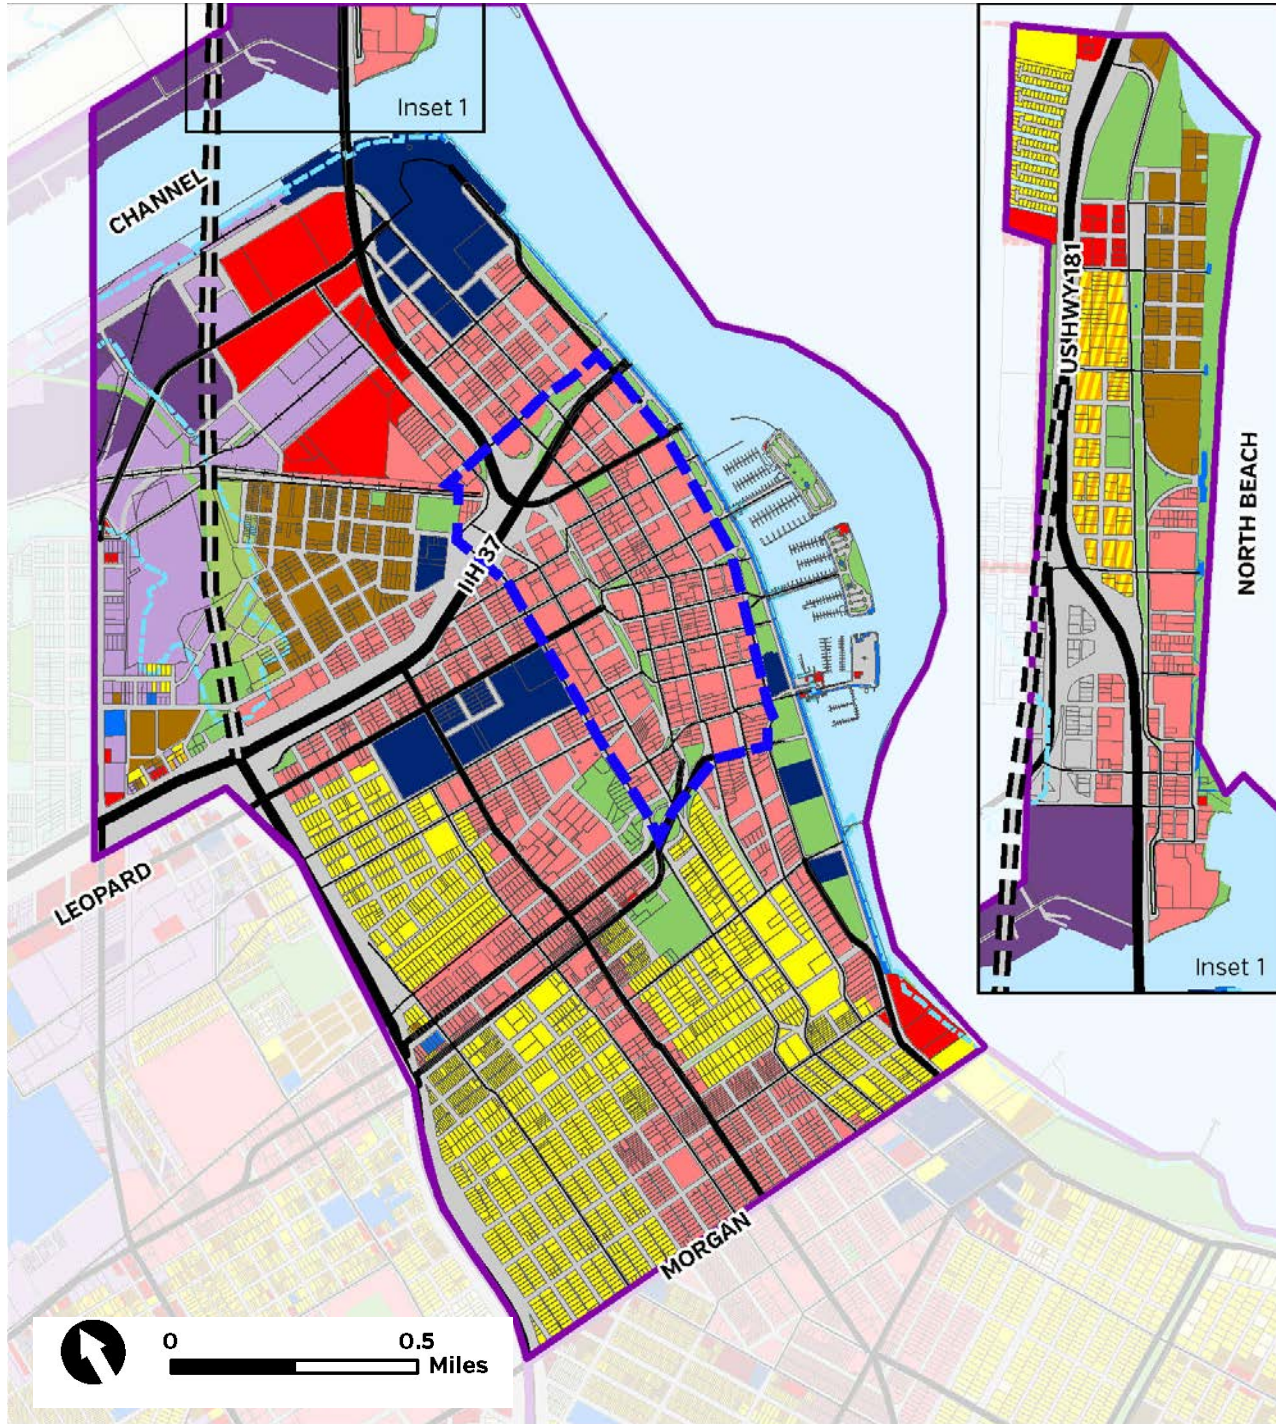 Inset 1
CHANNEL
US HWY 181
IH 37
NORTH BEACH
LEOPARD
Inset 1
MORGAN
0 0.5
Miles